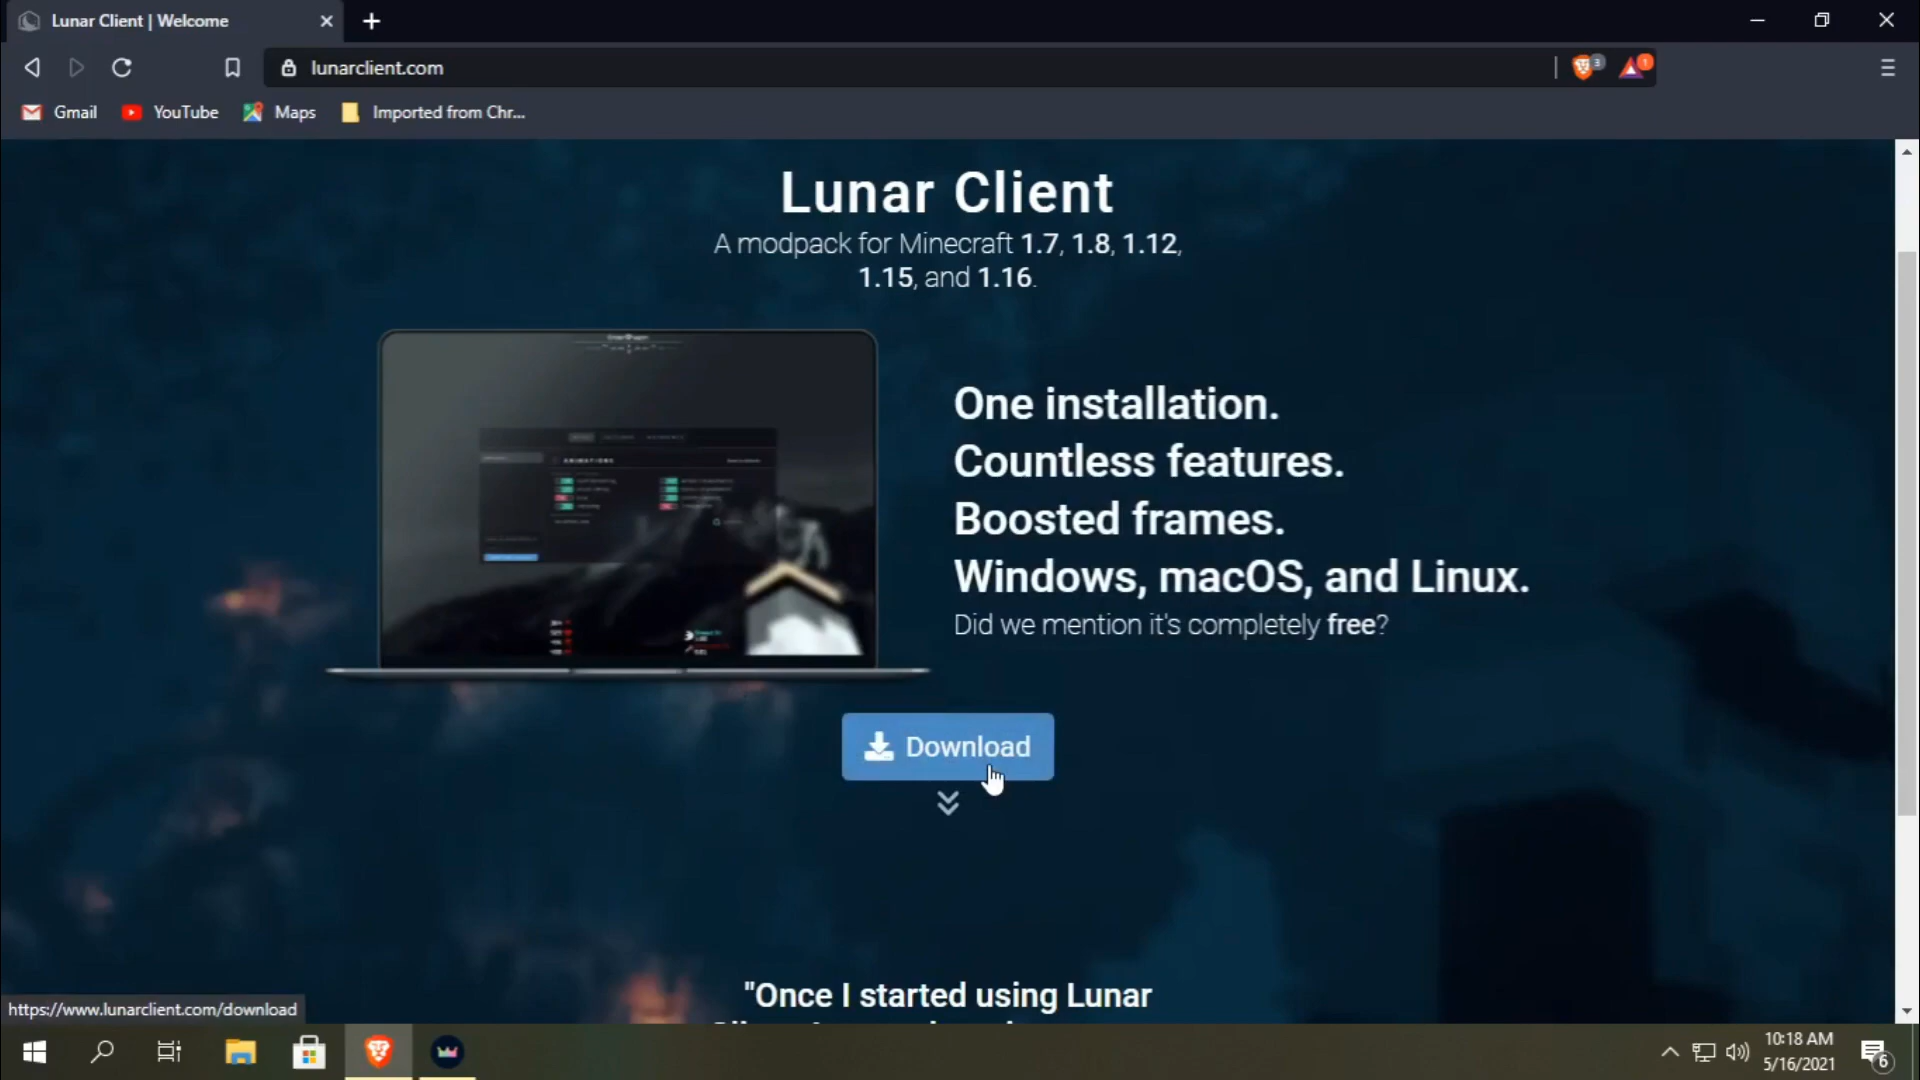 Lunar Client | Welcome
lunarclient.com
3
1
Gmail
YouTube
Maps
Imported from Chr...
Lunar Client
A modpack for Minecraft 1.7, 1.8, 1.12,
1.15, and 1.16.
One installation.
Countless features.
Boosted frames.
Windows, macOS, and Linux.
Did we mention it's completely free?
Download
"Once I started using Lunar
https://www.lunarclient.com/download
10:18 AM
5/16/2021
6